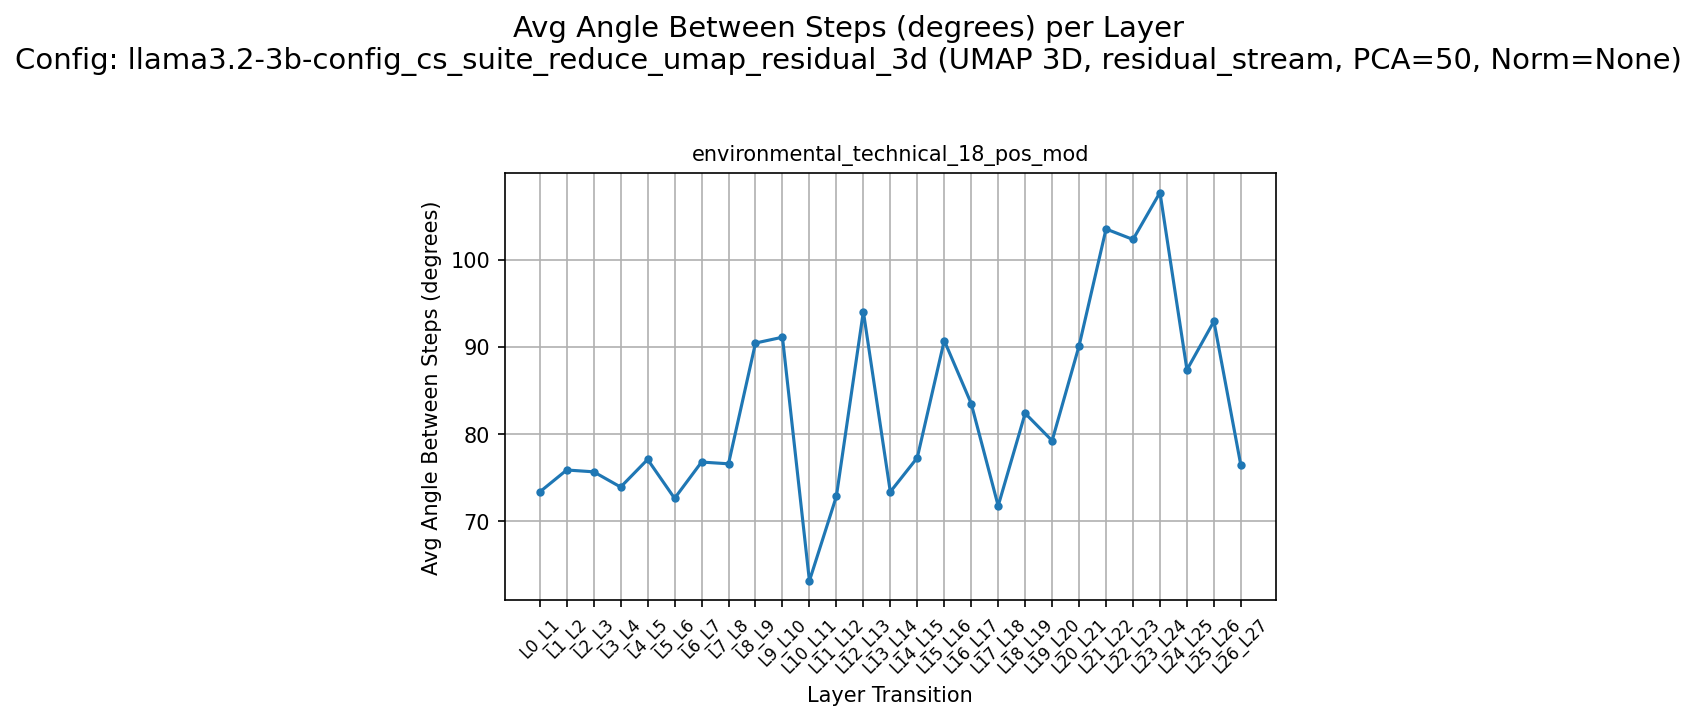 Avg Angle Between Steps (degrees) per Layer
Config: llama3.2-3b-config_cs_suite_reduce_umap_residual_3d (UMAP 3D, residual_stream, PCA=50, Norm=None)
environmental_technical_18_pos_mod
Avg Angle Between Steps (degrees)
100
90
80
70
L0_L1
L1_L2
L2_L3
L3_L4
L4_L5
L5_L6
L6_L7
L7_L8
L8_L9
L9_L10
L10_L11
L11_L12
L12_L13
L13_L14
L14_L15
L15_L16
L16_L17
L17_L18
L18_L19
L19_L20
L20_L21
L21_L22
L22_L23
L23_L24
L24_L25
L25_L26
L26_L27
Layer Transition